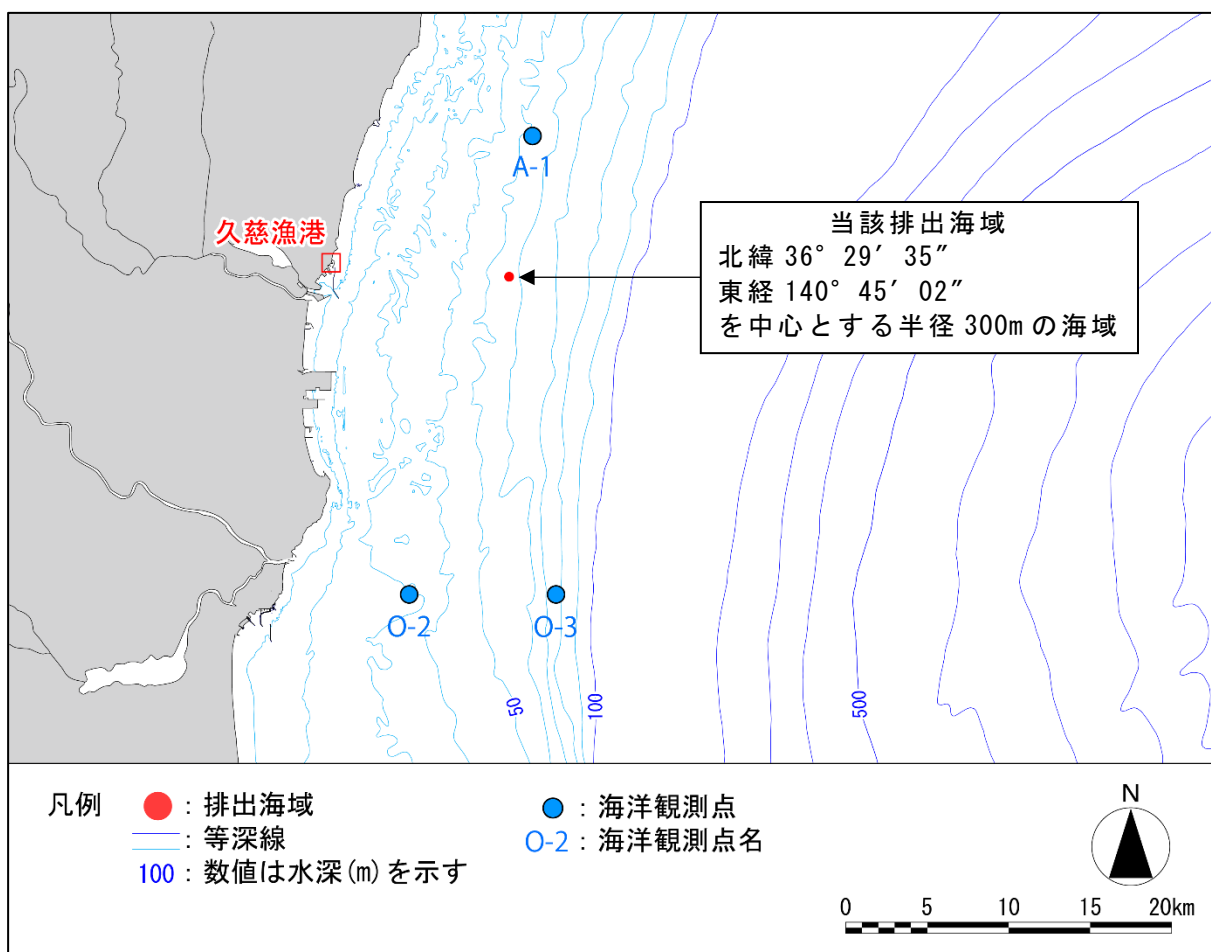 A-1
久慈漁港
当該排出海域
北緯 36° 29′ 35″
東経 140° 45′ 02″
を中心とする半径 300m の海域
O-2
O-3
50
100
500
凡例
：排出海域
：等深線
100：数値は水深(m)を示す
：海洋観測点
O-2：海洋観測点名
N
0 5 10 15 20km